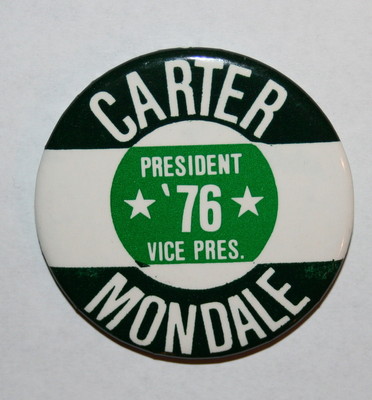 CARTER
PRESIDENT
'76
VICE PRES.
MONDALE